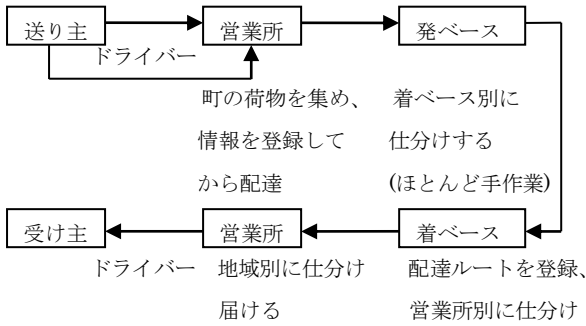 送り主
営業所
発ベース
ドライバー
町の荷物を集め、
情報を登録して
から配達
着ベース別に
仕分けする
(ほとんど手作業)
受け主
営業所
着ベース
ドライバー
地域別に仕分け
届ける
配達ルートを登録、
営業所別に仕分け